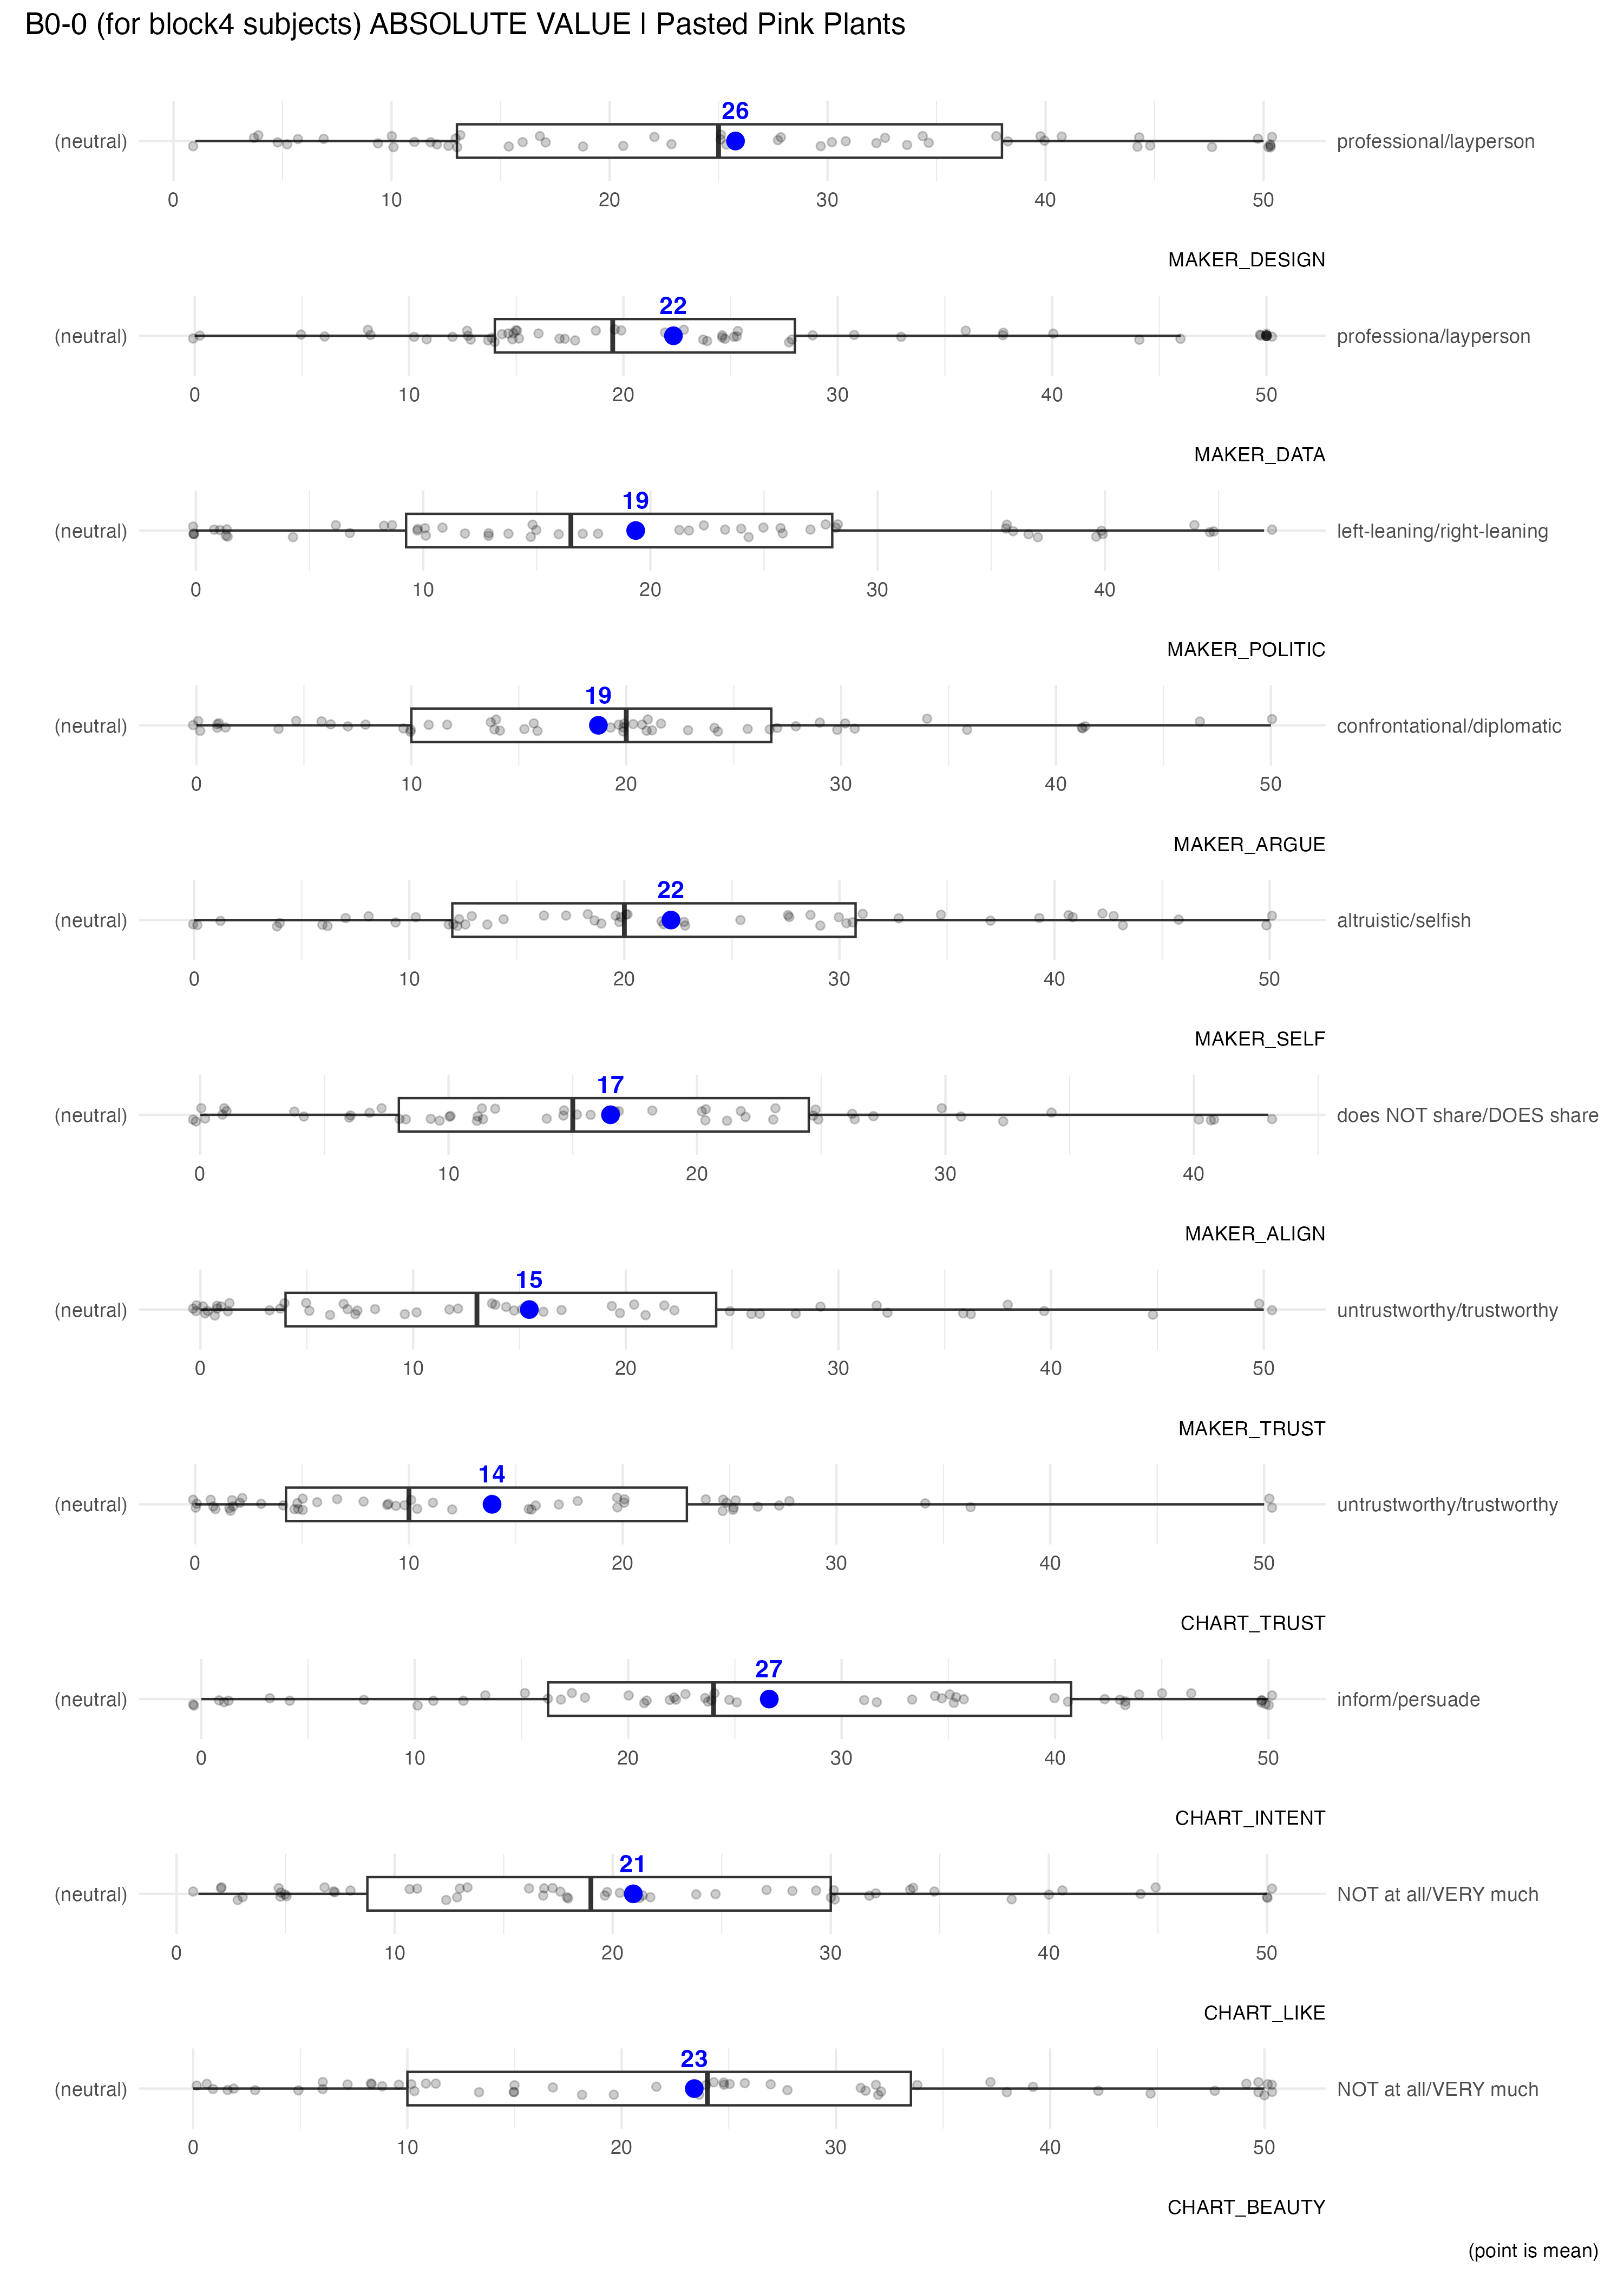 B0-0 (for block4 subjects) ABSOLUTE VALUE | Pasted Pink Plants
26
(neutral) professional/layperson
0 10 20 30 40 50
MAKER_DESIGN
22
(neutral) professiona/layperson
0 10 20 30 40 50
MAKER_DATA
19
(neutral) left-leaning/right-leaning
0 10 20 30 40
MAKER_POLITIC
19
(neutral) confrontational/diplomatic
0 10 20 30 40 50
MAKER_ARGUE
22
(neutral) altruistic/selfish
0 10 20 30 40 50
MAKER_SELF
17
(neutral) does NOT share/DOES share
0 10 20 30 40
MAKER_ALIGN
15
(neutral) untrustworthy/trustworthy
0 10 20 30 40 50
MAKER_TRUST
14
(neutral) untrustworthy/trustworthy
0 10 20 30 40 50
CHART_TRUST
27
(neutral) inform/persuade
0 10 20 30 40 50
CHART_INTENT
21
(neutral) NOT at all/VERY much
0 10 20 30 40 50
CHART_LIKE
23
(neutral) NOT at all/VERY much
0 10 20 30 40 50
CHART_BEAUTY
(point is mean)